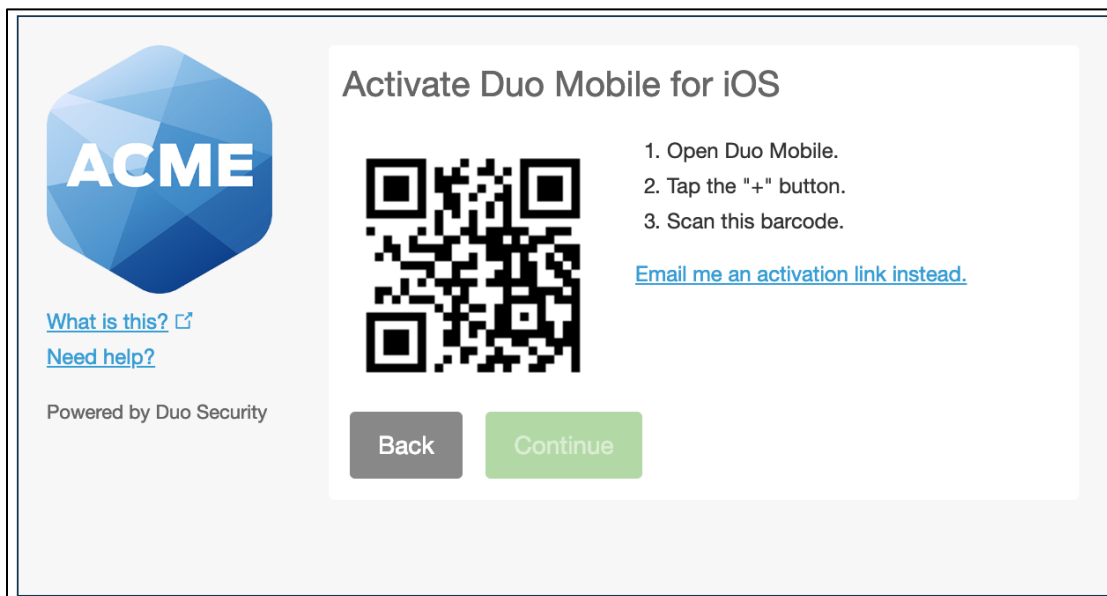 ACME
What is this?
Need help?
Powered by Duo Security
Activate Duo Mobile for iOS
1. Open Duo Mobile.
2. Tap the "+" button.
3. Scan this barcode.
Email me an activation link instead.
Back
Continue